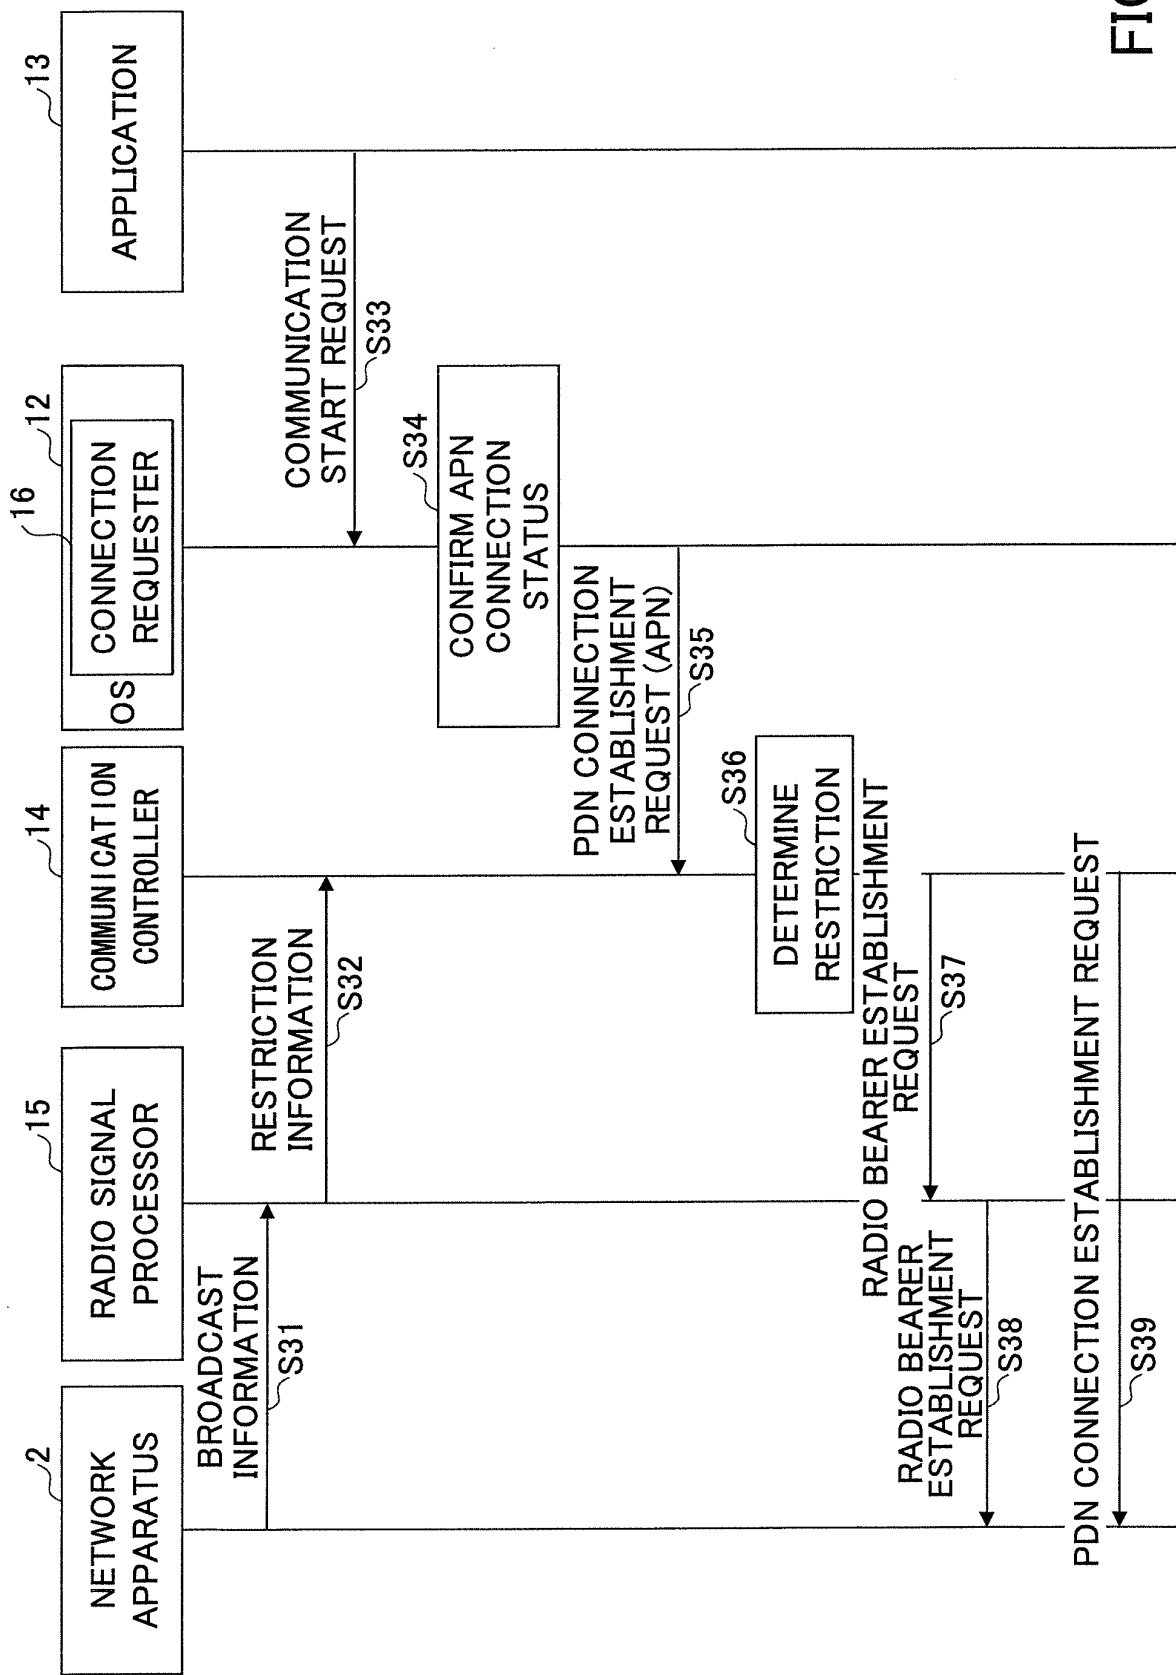 2
NETWORK
APPARATUS
15
RADIO SIGNAL
PROCESSOR
14
COMMUNICATION
CONTROLLER
16
12
CONNECTION
REQUESTER
OS
13
APPLICATION
BROADCAST
INFORMATION
S31
RESTRICTION
INFORMATION
S32
COMMUNICATION
START REQUEST
S33
S34
CONFIRM APN
CONNECTION
STATUS
PDN CONNECTION
ESTABLISHMENT
REQUEST (APN)
S35
S36
DETERMINE
RESTRICTION
RADIO BEARER ESTABLISHMENT
REQUEST
S37
RADIO BEARER
ESTABLISHMENT
REQUEST
S38
PDN CONNECTION ESTABLISHMENT REQUEST
S39